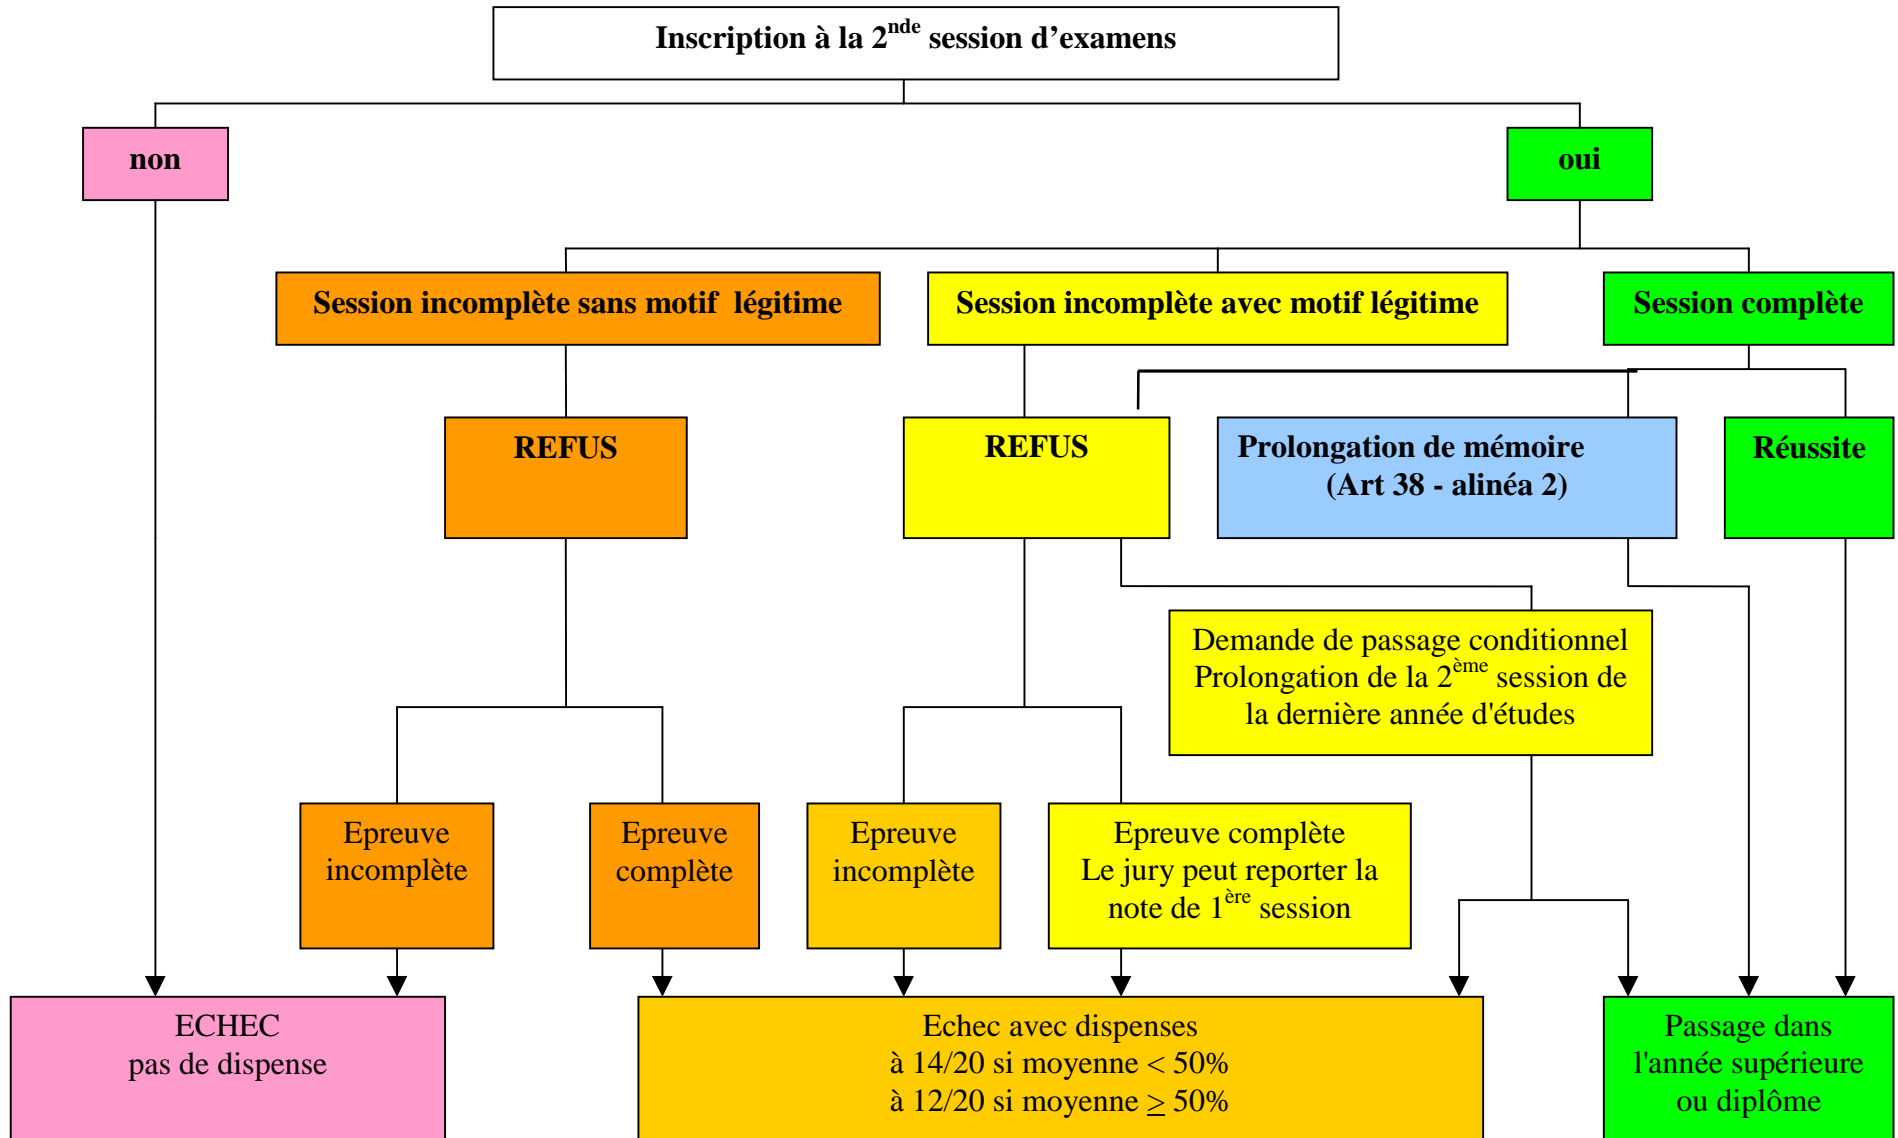 Inscription à la 2nde session d'examens
non
oui
Session incomplète sans motif légitime
Session incomplète avec motif légitime
Session complète
REFUS
REFUS
Prolongation de mémoire
(Art 38 - alinéa 2)
Réussite
Demande de passage conditionnel
Prolongation de la 2ème session de
la dernière année d'études
Epreuve
incomplète
Epreuve
complète
Epreuve
incomplète
Epreuve complète
Le jury peut reporter la
note de 1ère session
ECHEC
pas de dispense
Echec avec dispenses
à 14/20 si moyenne < 50%
à 12/20 si moyenne ≥ 50%
Passage dans
l'année supérieure
ou diplôme